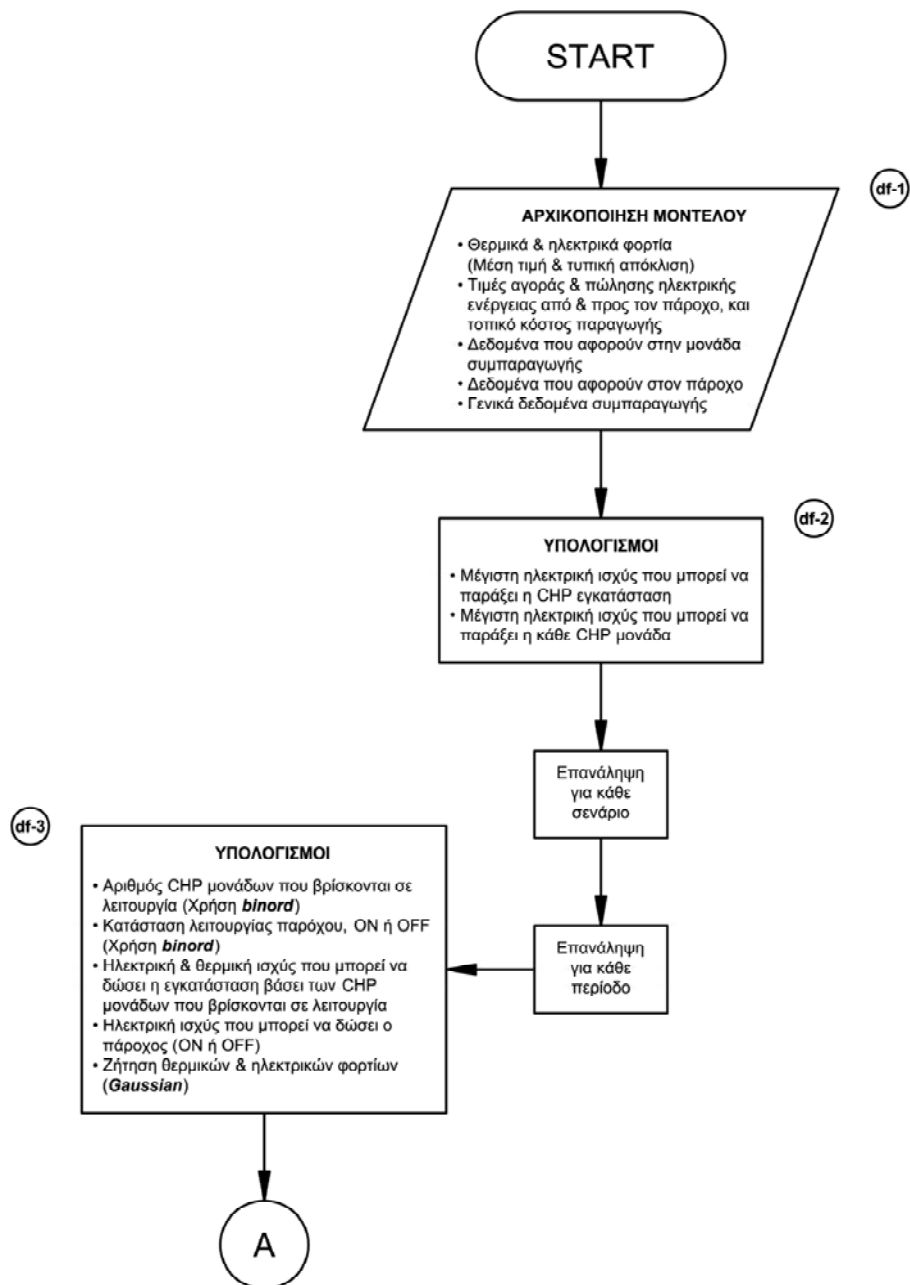 START
df-1
ΑΡΧΙΚΟΠΟΙΗΣΗ ΜΟΝΤΕΛΟΥ
• Θερμικά & ηλεκτρικά φορτία
(Μέση τιμή & τυπική απόκλιση)
• Τιμές αγοράς & πώλησης ηλεκτρικής
ενέργειας από & προς τον πάροχο, και
τοπικό κόστος παραγωγής
• Δεδομένα που αφορούν στην μονάδα
συμπαραγωγής
• Δεδομένα που αφορούν στον πάροχο
• Γενικά δεδομένα συμπαραγωγής
df-2
ΥΠΟΛΟΓΙΣΜΟΙ
• Μέγιστη ηλεκτρική ισχύς που μπορεί να
παράξει η CHP εγκατάσταση
• Μέγιστη ηλεκτρική ισχύς που μπορεί να
παράξει η κάθε CHP μονάδα
Επανάληψη
για κάθε
σενάριο
Επανάληψη
για κάθε
περίοδο
df-3
ΥΠΟΛΟΓΙΣΜΟΙ
• Αριθμός CHP μονάδων που βρίσκονται σε
λειτουργία (Χρήση binord)
• Κατάσταση λειτουργίας παρόχου, ON ή OFF
(Χρήση binord)
• Ηλεκτρική & θερμική ισχύς που μπορεί να
δώσει η εγκατάσταση βάσει των CHP
μονάδων που βρίσκονται σε λειτουργία
• Ηλεκτρική ισχύς που μπορεί να δώσει ο
πάροχος (ON ή OFF)
• Ζήτηση θερμικών & ηλεκτρικών φορτίων
(Gaussian)
A